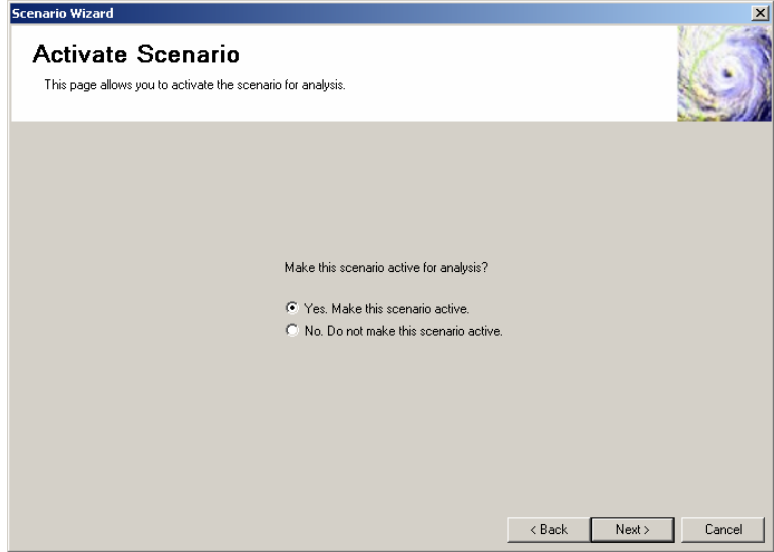 Scenario Wizard
Activate Scenario
This page allows you to activate the scenario for analysis.
Make this scenario active for analysis?
Yes. Make this scenario active.
No. Do not make this scenario active.
< Back Next > Cancel